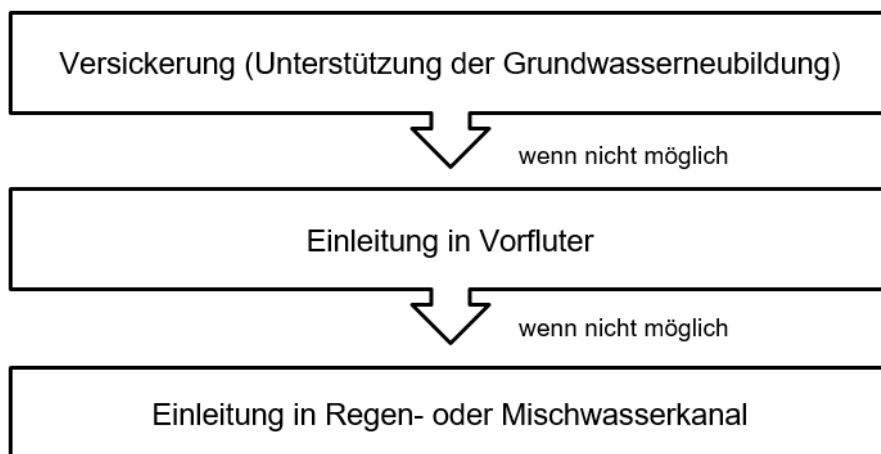 Versickerung (Unterstützung der Grundwasserneubildung)
wenn nicht möglich
Einleitung in Vorfluter
wenn nicht möglich
Einleitung in Regen- oder Mischwasserkanal